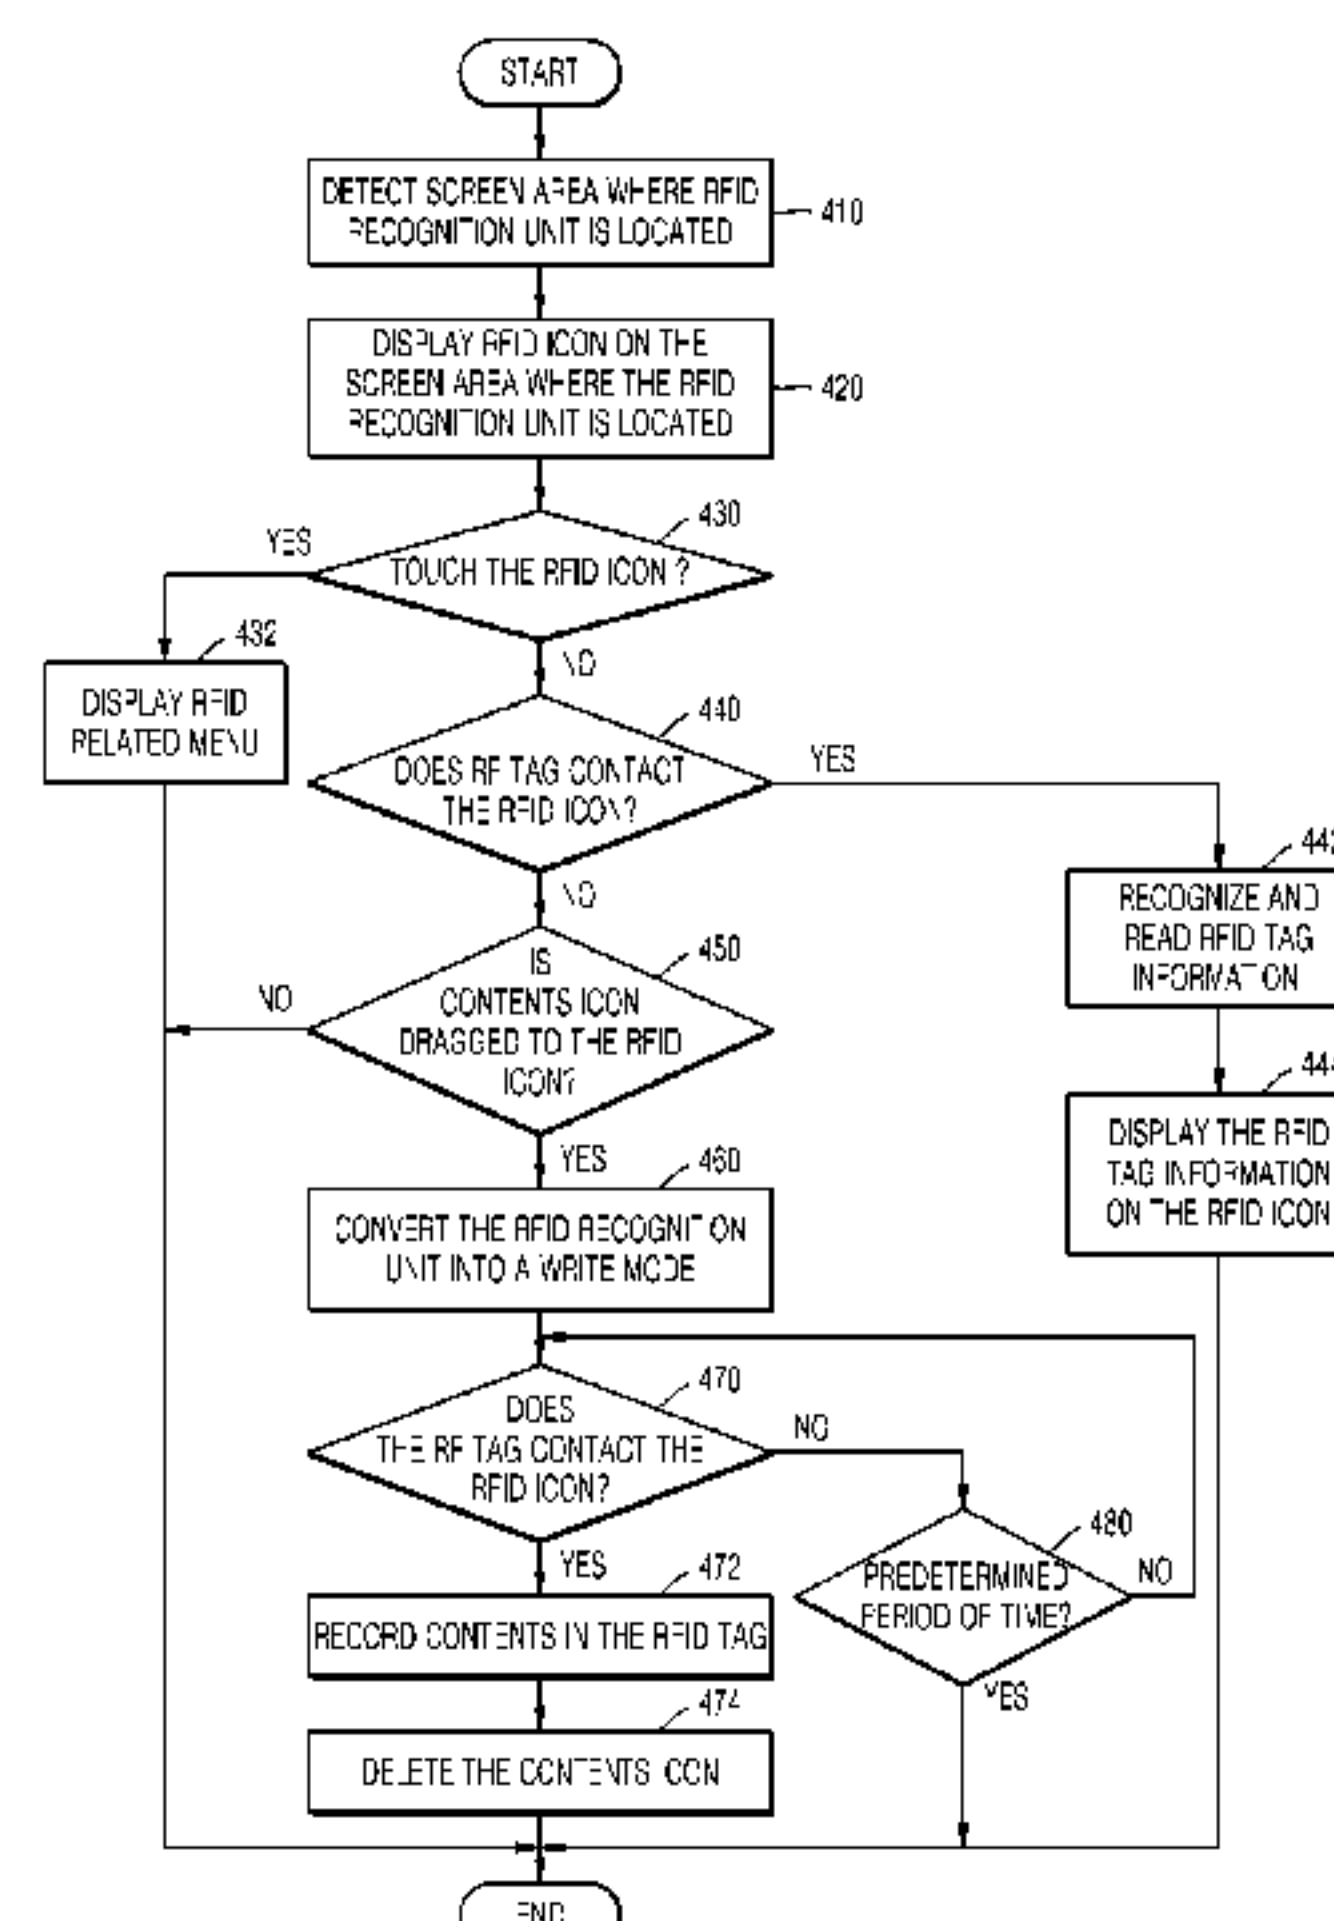 START
DETECT SCREEN AREA WHERE RFID
RECOGNITION UNIT IS LOCATED
410
DISPLAY RFID ICON ON THE
SCREEN AREA WHERE THE RFID
RECOGNITION UNIT IS LOCATED
420
430
YES
TOUCH THE RFID ICON ?
432
NO
DISPLAY RFID
RELATED MENU
440
YES
DOES RF TAG CONTACT
THE RFID ICON?
442
NO
RECOGNIZE AND
READ RFID TAG
INFORMATION
450
IS
CONTENTS ICON
DRAGGED TO THE RFID
ICON?
NO
444
YES
DISPLAY THE RFID
TAG INFORMATION
ON THE RFID ICON
460
CONVERT THE RFID RECOGNITION
UNIT INTO A WRITE MODE
470
DOES
THE RF TAG CONTACT THE
RFID ICON?
NO
480
YES
PREDETERMINED
PERIOD OF TIME?
NO
472
RECORD CONTENTS IN THE RFID TAG
YES
474
DELETE THE CONTENTS ICON
END